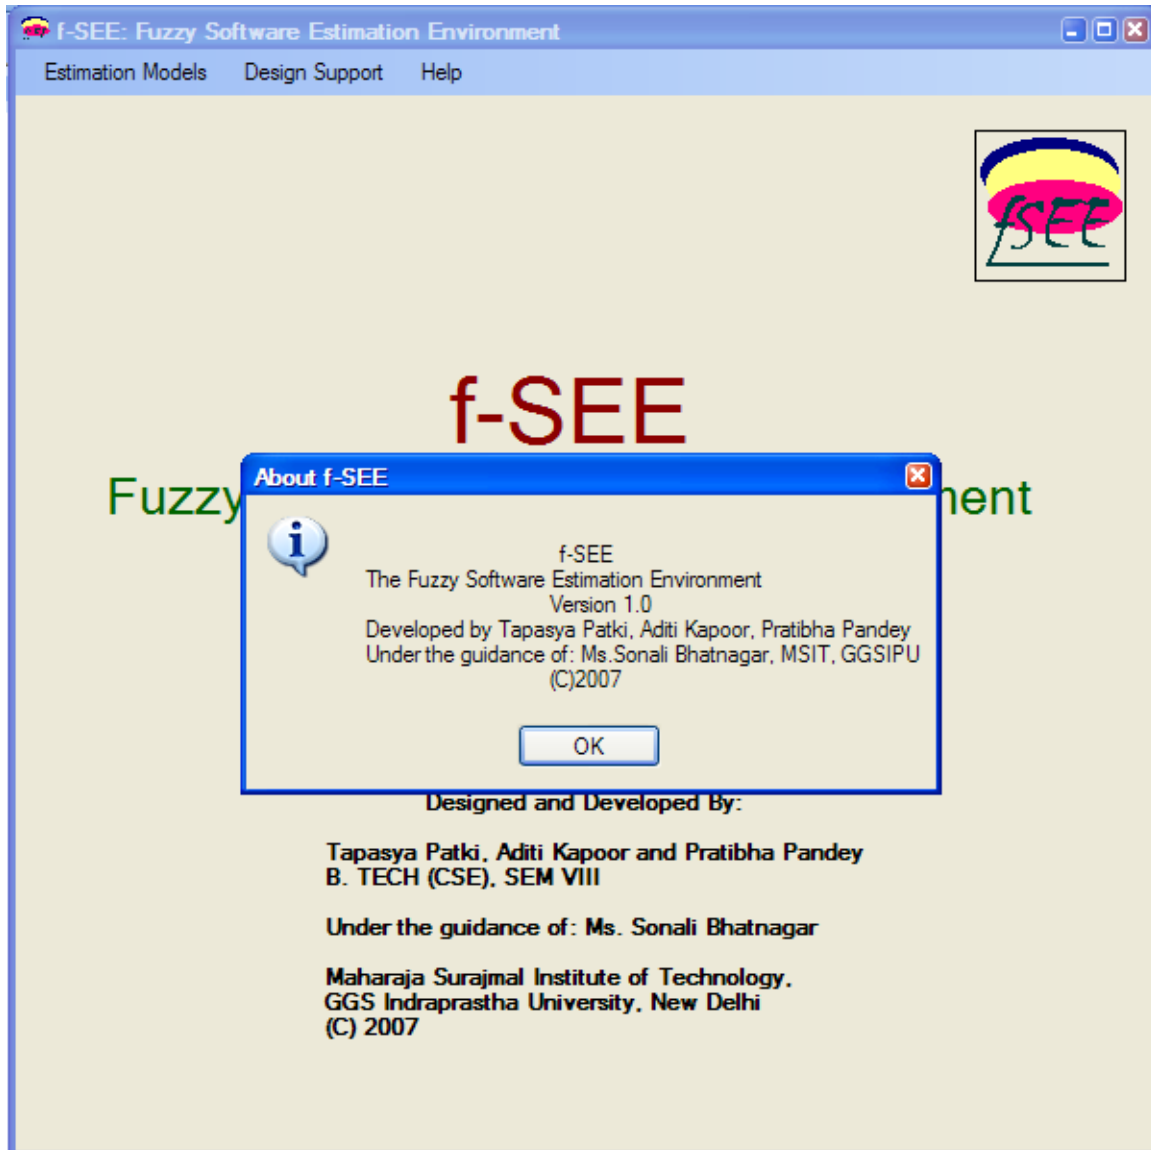 f-SEE: Fuzzy Software Estimation Environment
Estimation Models Design Support Help
fSEE
f-SEE
Fuzzy
About f-SEE
f-SEE
The Fuzzy Software Estimation Environment
Version 1.0
Developed by Tapasya Patki, Aditi Kapoor, Pratibha Pandey
Under the guidance of: Ms.Sonali Bhatnagar, MSIT, GGSIPU
(C)2007
OK
Designed and Developed By:
Tapasya Patki, Aditi Kapoor and Pratibha Pandey
B. TECH (CSE), SEM VIII
Under the guidance of: Ms. Sonali Bhatnagar
Maharaja Surajmal Institute of Technology,
GGS Indraprastha University, New Delhi
(C) 2007